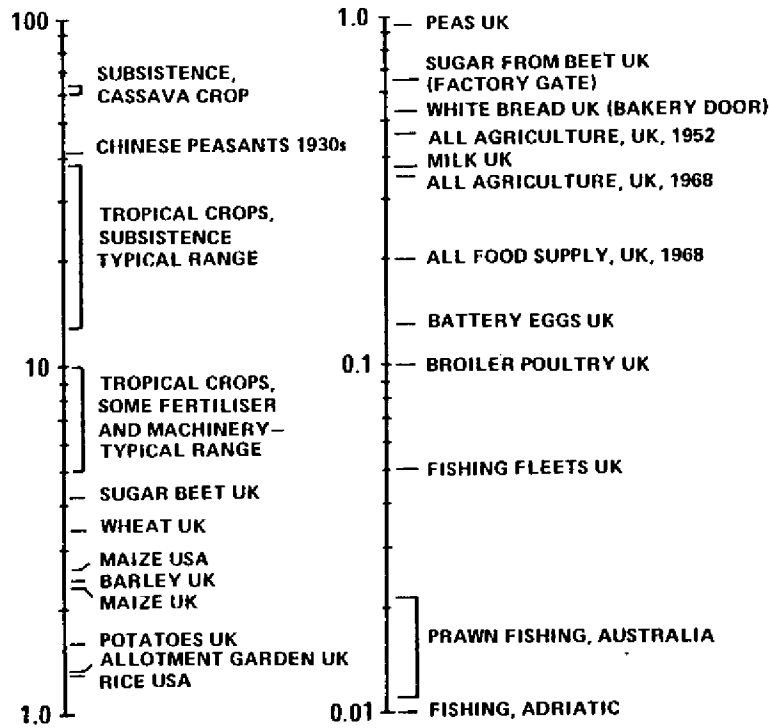 100
SUBSISTENCE,
CASSAVA CROP
CHINESE PEASANTS 1930s
TROPICAL CROPS,
SUBSISTENCE
TYPICAL RANGE
10
TROPICAL CROPS,
SOME FERTILISER
AND MACHINERY–
TYPICAL RANGE
SUGAR BEET UK
WHEAT UK
MAIZE USA
BARLEY UK
MAIZE UK
POTATOES UK
ALLOTMENT GARDEN UK
RICE USA
1.0
1.0
PEAS UK
SUGAR FROM BEET UK
(FACTORY GATE)
WHITE BREAD UK (BAKERY DOOR)
ALL AGRICULTURE, UK, 1952
MILK UK
ALL AGRICULTURE, UK, 1968
ALL FOOD SUPPLY, UK, 1968
BATTERY EGGS UK
0.1
BROILER POULTRY UK
FISHING FLEETS UK
PRAWN FISHING, AUSTRALIA
0.01
FISHING, ADRIATIC